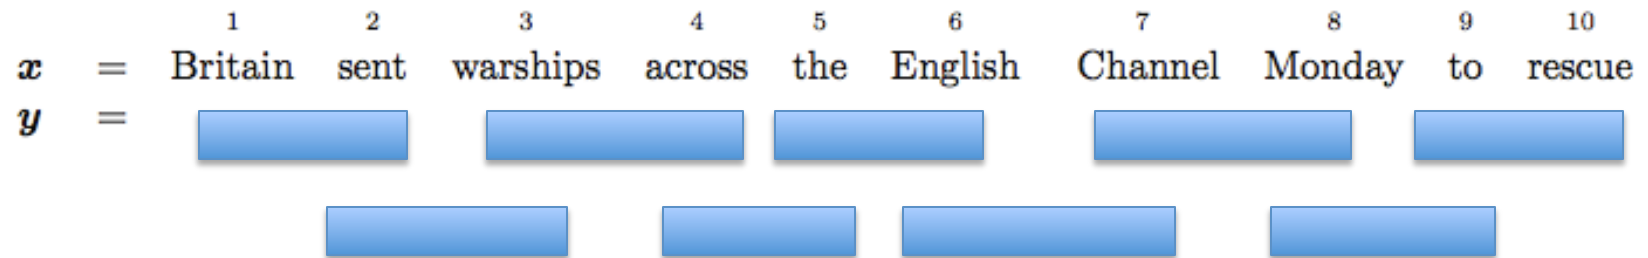 1 2 3 4 5 6 7 8 9 10
x = Britain sent warships across the English Channel Monday to rescue
y =